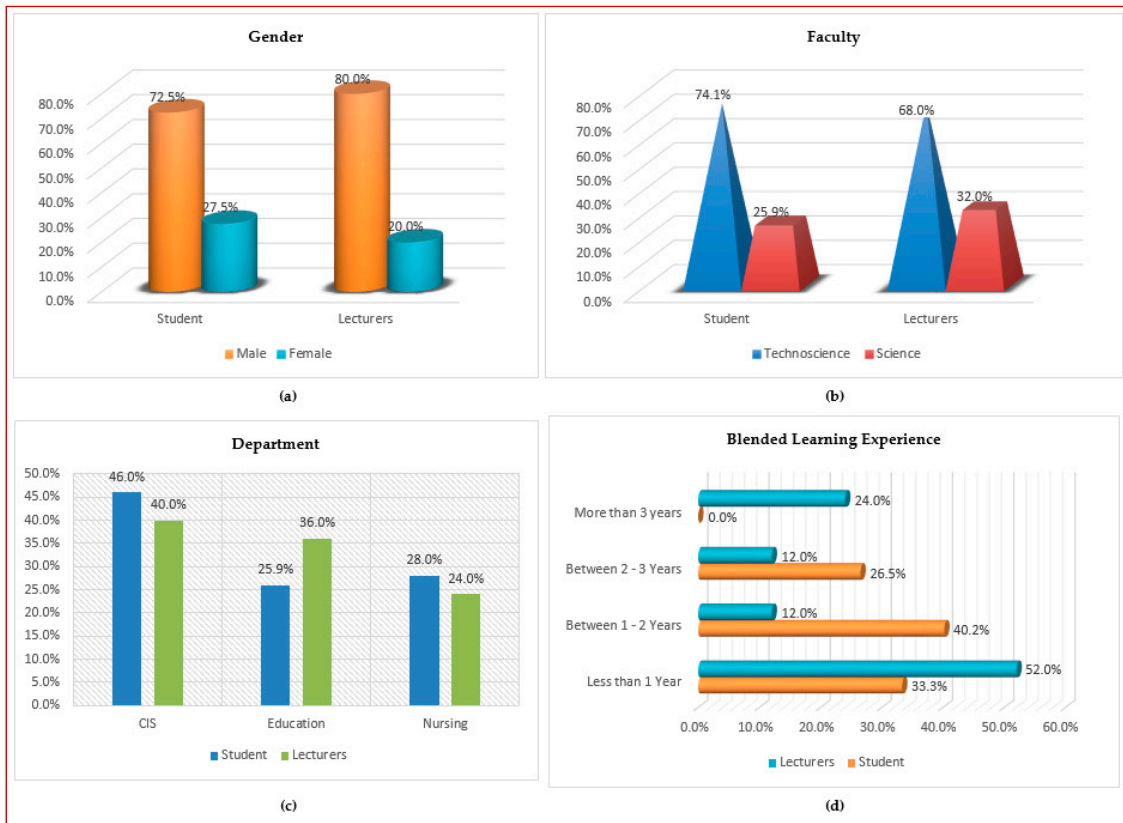 Gender
80.0%
70.0%
60.0%
50.0%
40.0%
30.0%
20.0%
10.0%
0.0%
72.5%
27.5%
80.0%
20.0%
Student
Lecturers
Male Female
(a)
Faculty
80.0%
70.0%
60.0%
50.0%
40.0%
30.0%
20.0%
10.0%
0.0%
74.1%
25.9%
68.0%
32.0%
Student
Lecturers
Technoscience Science
(b)
Department
50.0%
45.0%
40.0%
35.0%
30.0%
25.0%
20.0%
15.0%
10.0%
5.0%
0.0%
46.0%
40.0%
25.9%
36.0%
28.0%
24.0%
CIS
Education
Nursing
Student Lecturers
(c)
Blended Learning Experience
More than 3 years
24.0%
0.0%
Between 2 - 3 Years
12.0%
26.5%
Between 1 - 2 Years
12.0%
40.2%
Less than 1 Year
52.0%
33.3%
0.0% 10.0% 20.0% 30.0% 40.0% 50.0% 60.0%
Lecturers Student
(d)